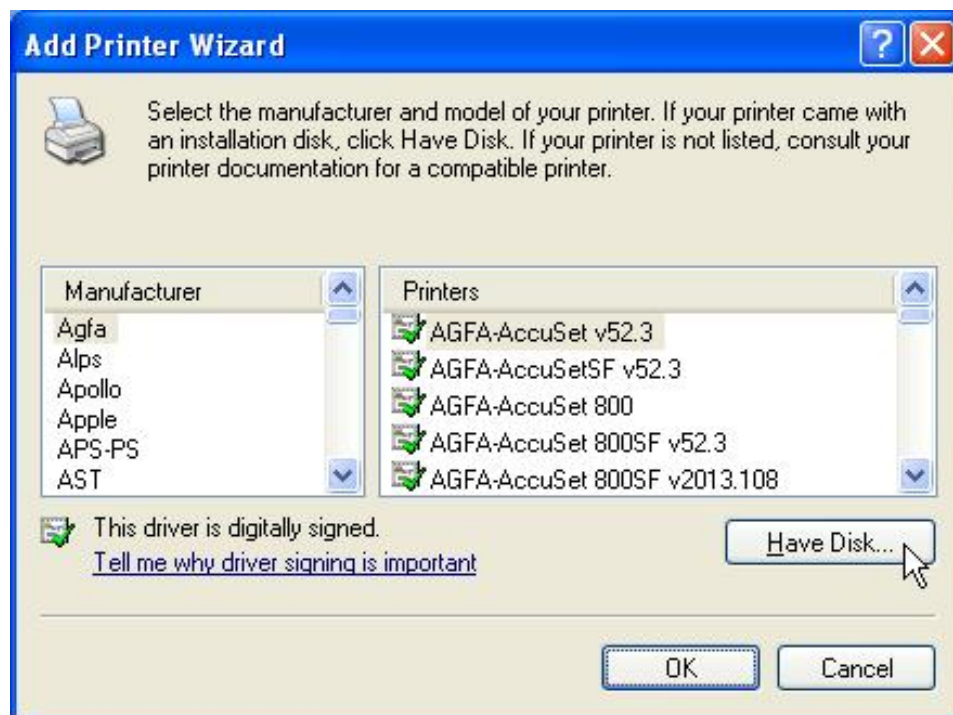 Add Printer Wizard
Select the manufacturer and model of your printer. If your printer came with
an installation disk, click Have Disk. If your printer is not listed, consult your
printer documentation for a compatible printer.
Manufacturer
Agfa
Alps
Apollo
Apple
APS-PS
AST
Printers
AGFA-AccuSet v52.3
AGFA-AccuSetSF v52.3
AGFA-AccuSet 800
AGFA-AccuSet 800SF v52.3
AGFA-AccuSet 800SF v2013.108
This driver is digitally signed.
Tell me why driver signing is important
Have Disk...
OK
Cancel